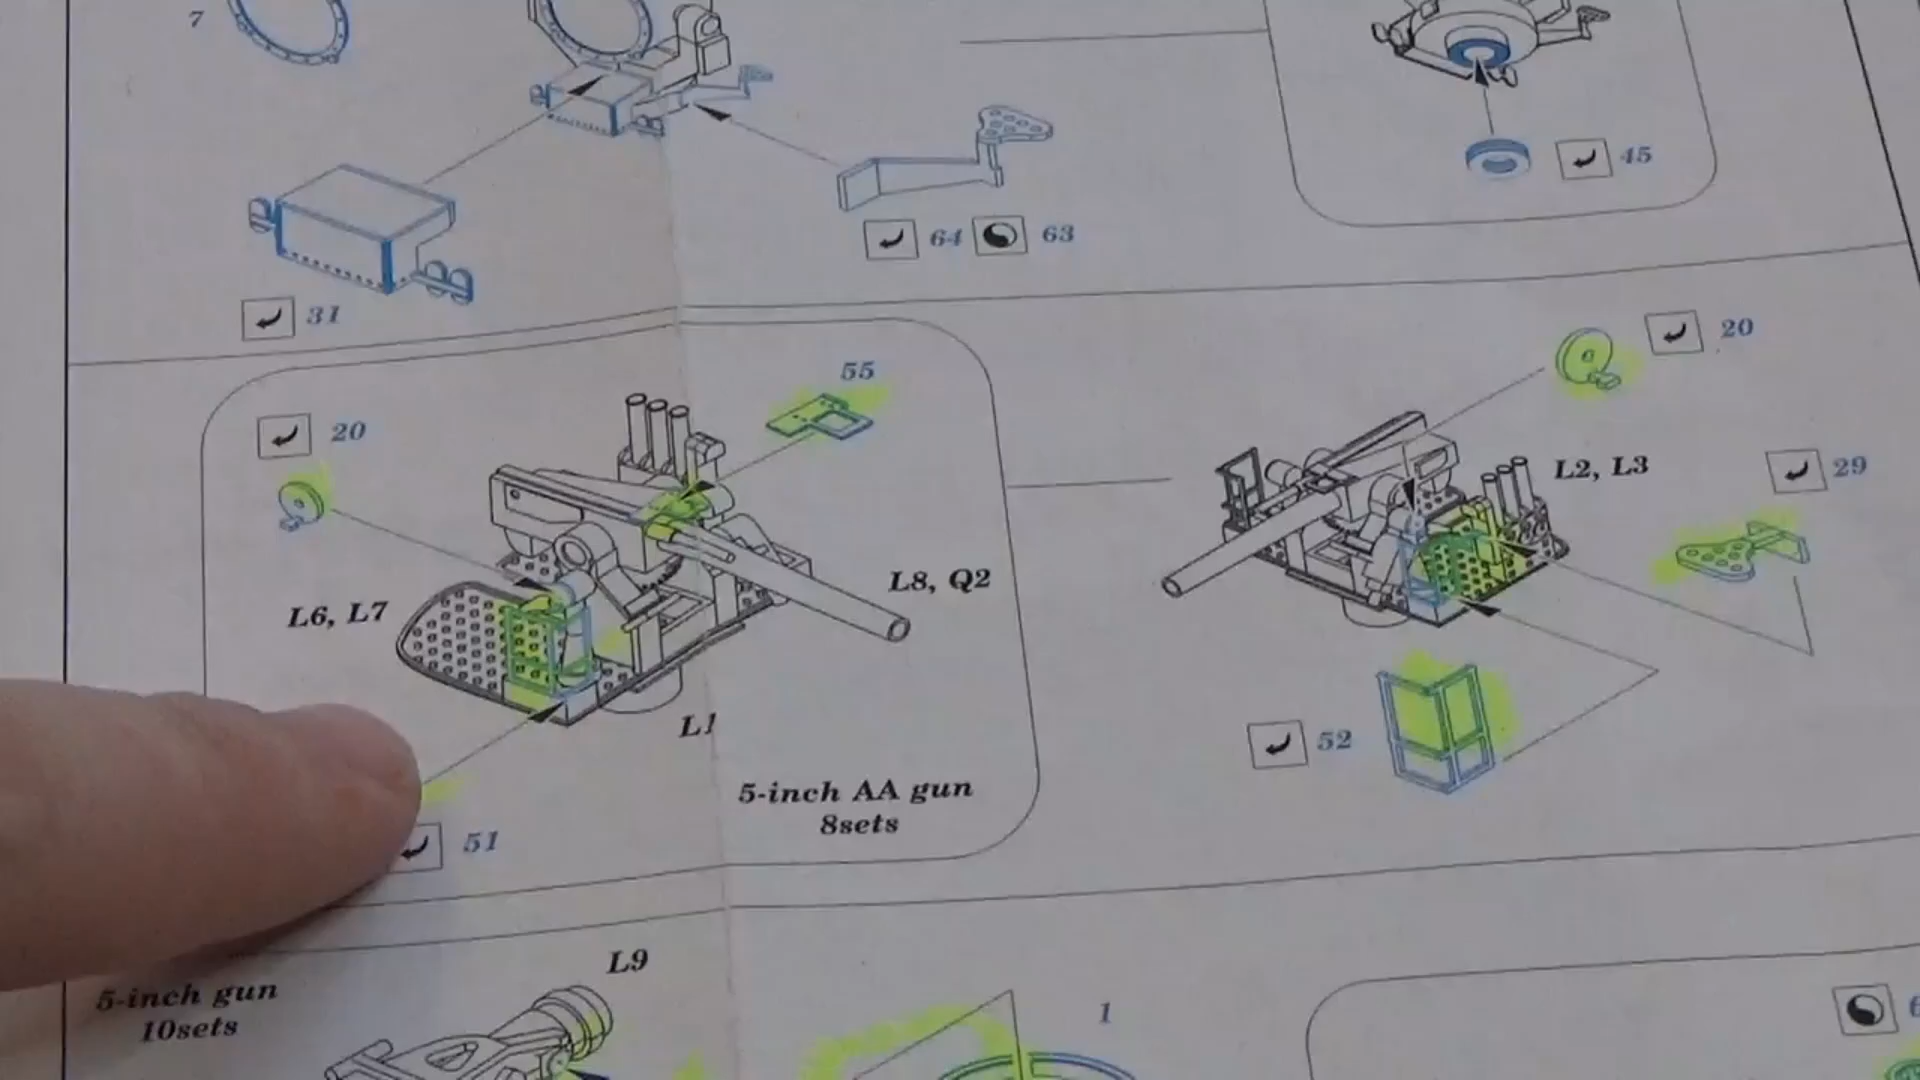 7
45
64 63
31
20
55
20
L2, L3
29
L6, L7
L8, Q2
L1
52
5-inch AA gun
8sets
51
L9
5-inch gun
10sets
1